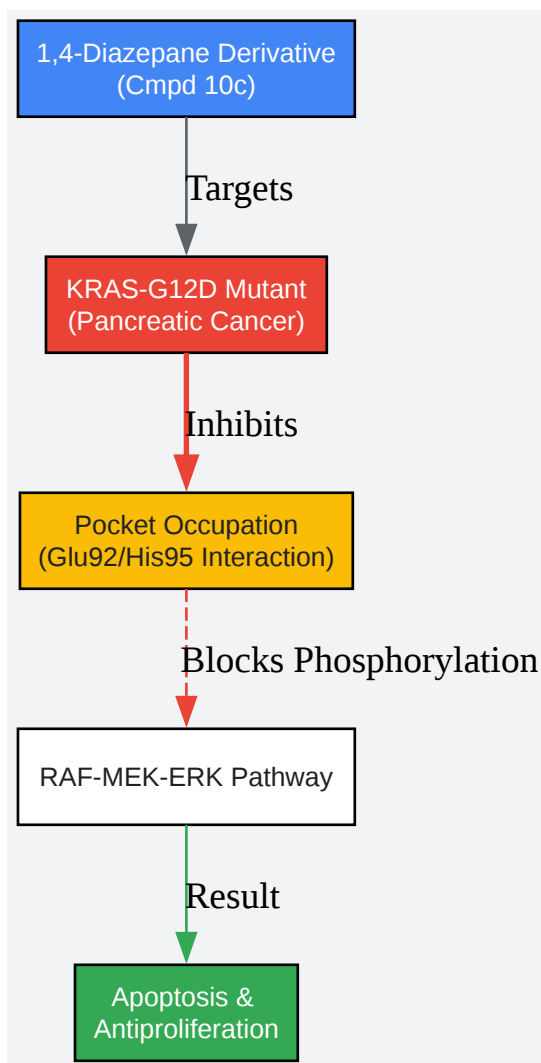 1,4-Diazepane Derivative
(Cmpd 10c)
Targets
KRAS-G12D Mutant
(Pancreatic Cancer)
Inhibits
Pocket Occupation
(Glu92/His95 Interaction)
Blocks Phosphorylation
RAF-MEK-ERK Pathway
Result
Apoptosis &
Antiproliferation